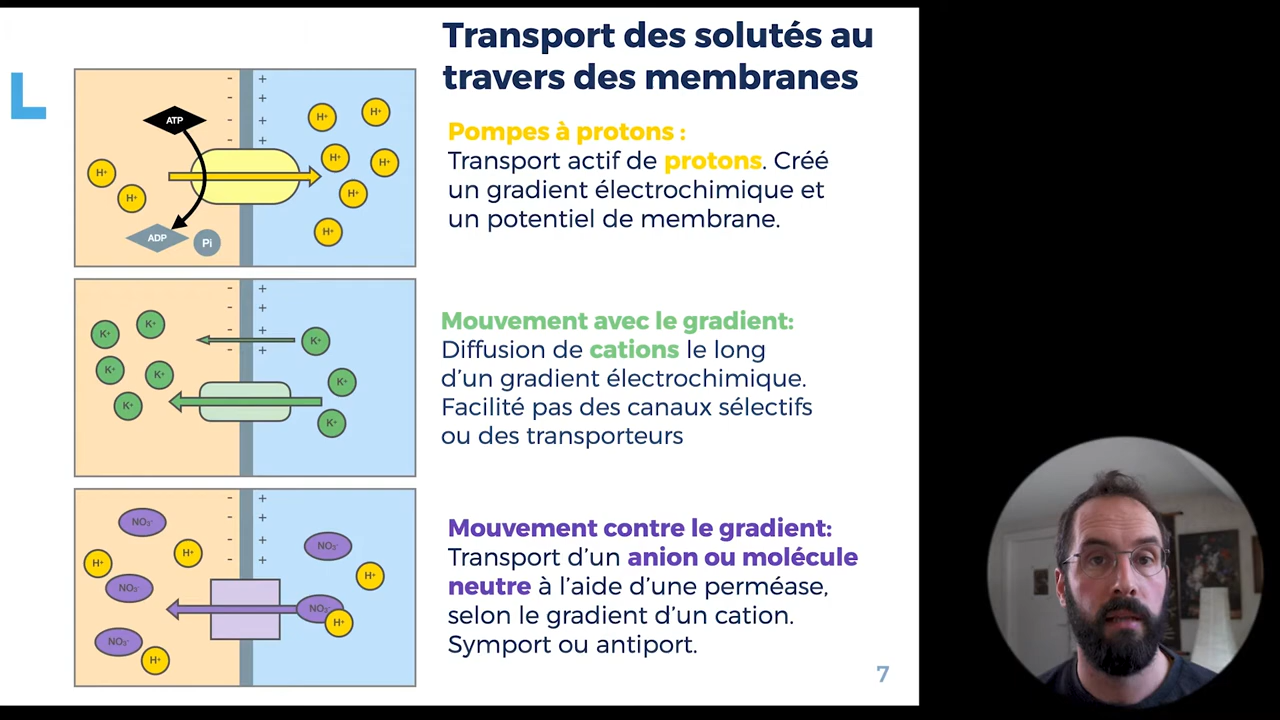 Transport des solutés au
travers des membranes
- +
- +
- +
- +
ATP
H⁺ H⁺
H⁺ H⁺
H⁺ H⁺
H⁺ H⁺
ADP Pi
Pompes à protons :
Transport actif de protons. Créé
un gradient électrochimique et
un potentiel de membrane.
- +
- +
- +
- +
K⁺ K⁺ K⁺
K⁺ K⁺ K⁺
K⁺ K⁺
Mouvement avec le gradient:
Diffusion de cations le long
d’un gradient électrochimique.
Facilité pas des canaux sélectifs
ou des transporteurs
- +
- +
- +
- +
NO₃⁻ NO₃⁻
H⁺ H⁺ H⁺
NO₃⁻ NO₃⁻ H⁺
NO₃⁻ H⁺
Mouvement contre le gradient:
Transport d’un anion ou molécule
neutre à l’aide d’une perméase,
selon le gradient d’un cation.
Symport ou antiport.
7